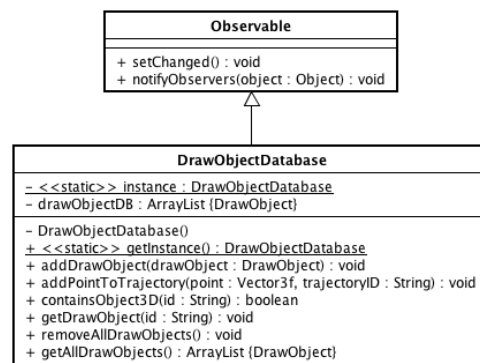 Observable
+ setChanged() : void
+ notifyObservers(object : Object) : void
DrawObjectDatabase
- <<static>> instance : DrawObjectDatabase
- drawObjectDB : ArrayList {DrawObject}
- DrawObjectDatabase()
+ <<static>> getInstance() : DrawObjectDatabase
+ addDrawObject(drawObject : DrawObject) : void
+ addPointToTrajectory(point : Vector3f, trajectoryID : String) : void
+ containsObject3D(id : String) : boolean
+ getDrawObject(id : String) : void
+ removeAllDrawObjects() : void
+ getAllDrawObjects() : ArrayList {DrawObject}